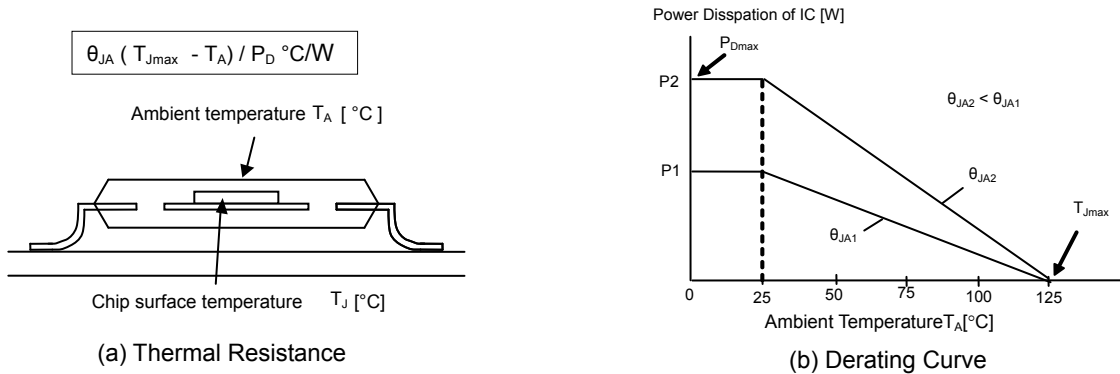 θJA ( TJmax - TA) / PD °C/W
Ambient temperature TA [ °C ]
Chip surface temperature TJ [°C]
(a) Thermal Resistance
Power Disspation of IC [W]
PDmax
P2
θJA2 < θJA1
P1
θJA2
TJmax
θJA1
0 25 50 75 100 125
Ambient TemperatureTA[°C]
(b) Derating Curve